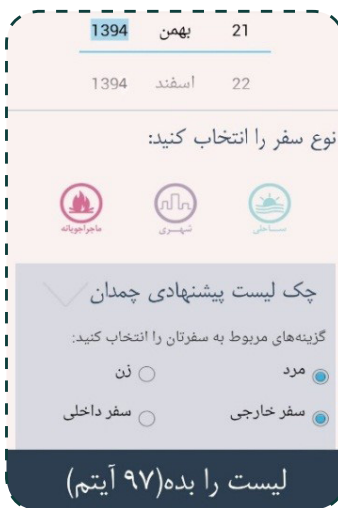 21 بهمن 1394
22 اسفند 1394
نوع سفر را انتخاب کنید:
ساحلی شهری ماجراجویانه
چک لیست پیشنهادی چمدان
گزینه‌های مربوط به سفرتان را انتخاب کنید:
مرد زن
سفر خارجی سفر داخلی
لیست را بده(۹۷ آیتم)